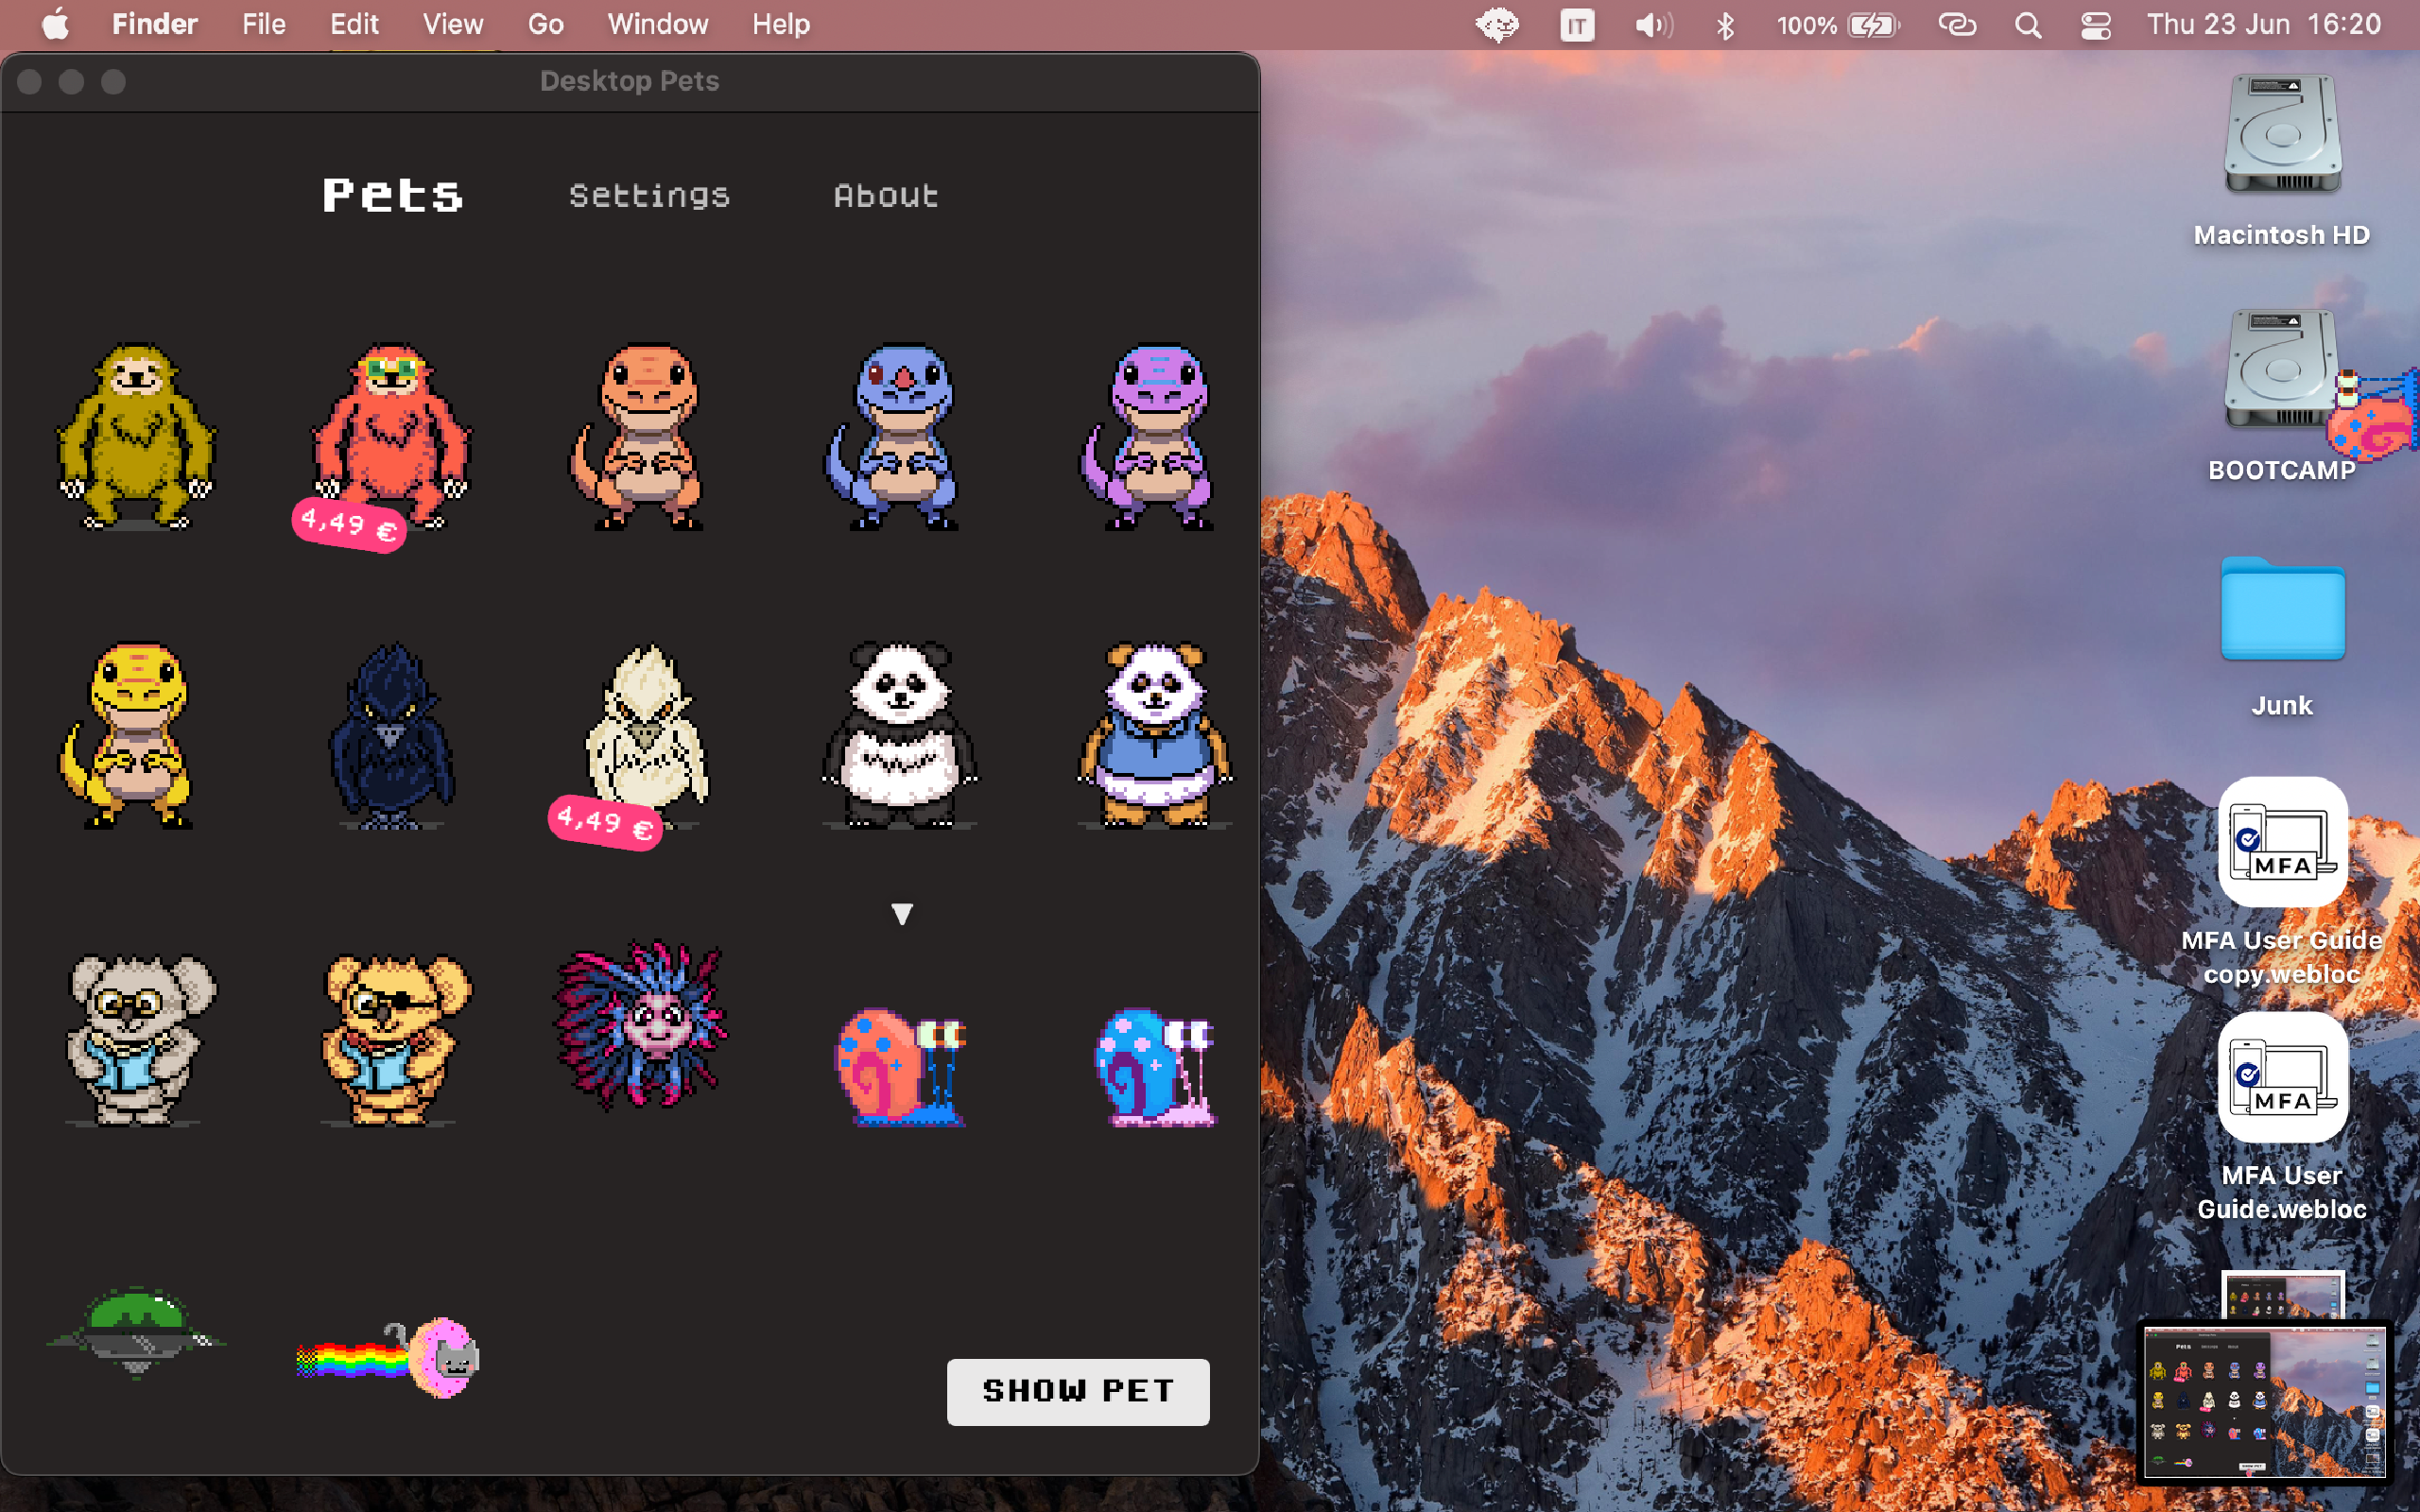 Finder File Edit View Go Window Help IT 100% Thu 23 Jun 16:20
Desktop Pets
Pets Settings About
4,49 €
4,49 €
SHOW PET
Macintosh HD
BOOTCAMP
Junk
MFA
MFA User Guide
copy.webloc
MFA
MFA User
Guide.webloc